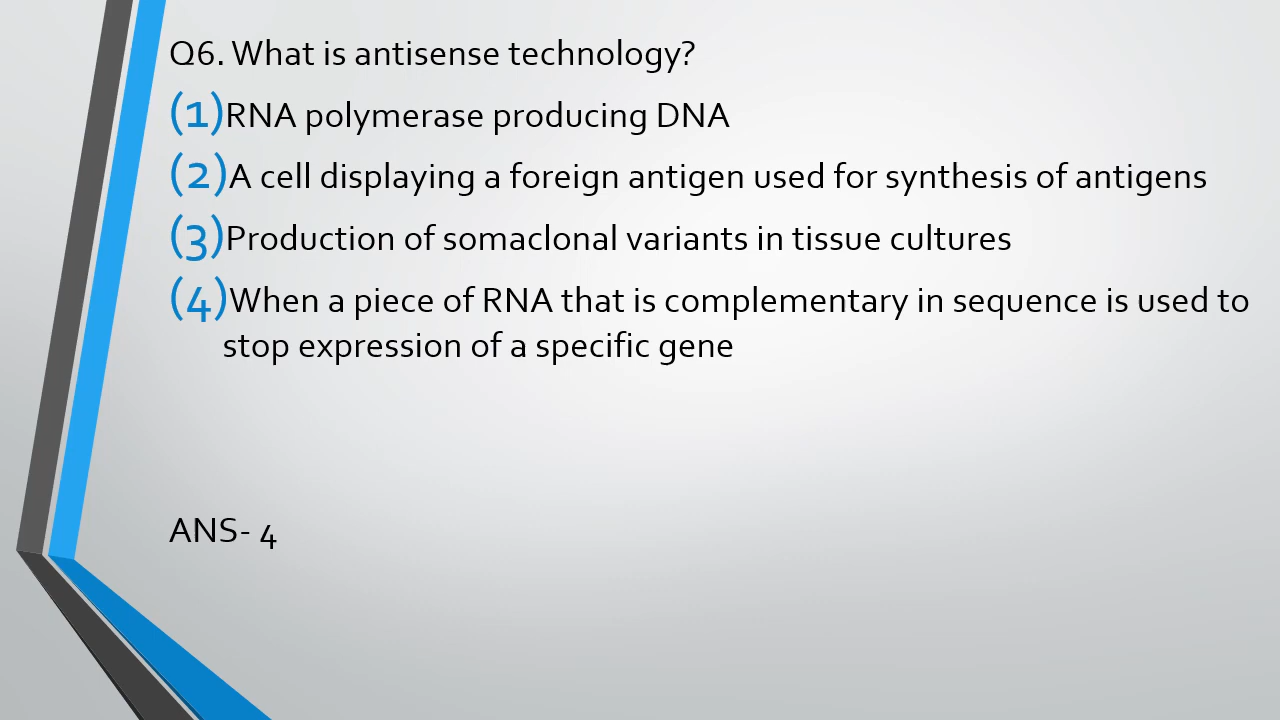 Q6. What is antisense technology?
(1)RNA polymerase producing DNA
(2)A cell displaying a foreign antigen used for synthesis of antigens
(3)Production of somaclonal variants in tissue cultures
(4)When a piece of RNA that is complementary in sequence is used to
stop expression of a specific gene
ANS- 4